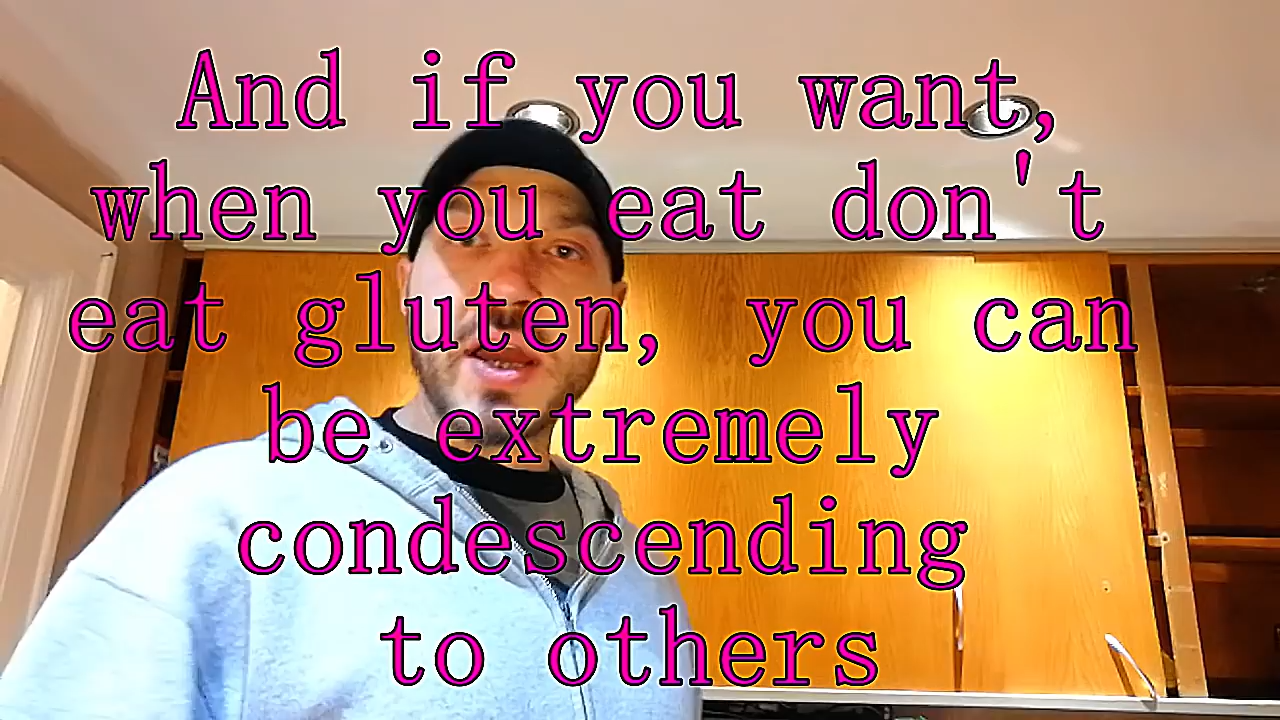 And if you want,
when you eat don't
eat gluten, you can
be extremely
condescending
to others